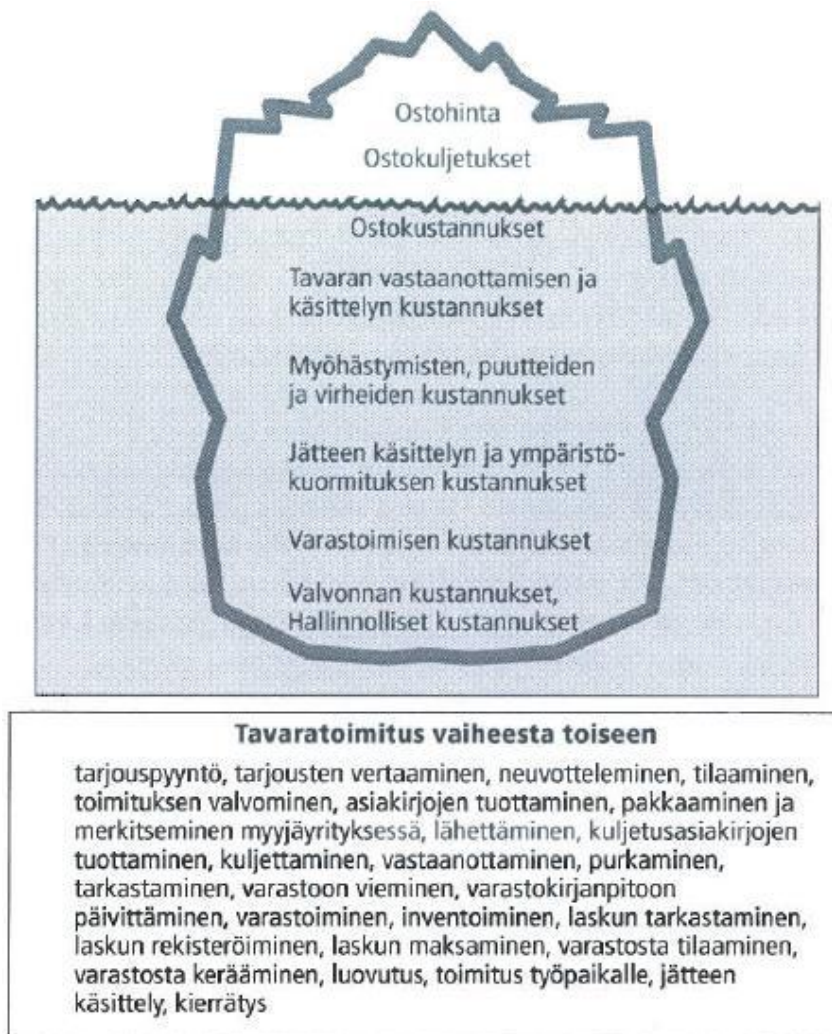 Ostohinta
Ostokuljetukset
Ostokustannukset
Tavaran vastaanottamisen ja
käsittelyn kustannukset
Myöhästymisten, puutteiden
ja virheiden kustannukset
Jätteen käsittelyn ja ympäristö-
kuormituksen kustannukset
Varastoimisen kustannukset
Valvonnan kustannukset,
Hallinnolliset kustannukset
Tavaratoimitus vaiheesta toiseen
tarjouspyyntö, tarjousten vertaaminen, neuvotteleminen, tilaaminen,
toimituksen valvominen, asiakirjojen tuottaminen, pakkaaminen ja
merkitseminen myyjäyrityksessä, lähettäminen, kuljetusasiakirjojen
tuottaminen, kuljettaminen, vastaanottaminen, purkaminen,
tarkastaminen, varastoon vieminen, varastokirjanpitoon
päivittäminen, varastoiminen, inventoiminen, laskun tarkastaminen,
laskun rekisteröiminen, laskun maksaminen, varastosta tilaaminen,
varastosta kerääminen, luovutus, toimitus työpaikalle, jätteen
käsittely, kierrätys